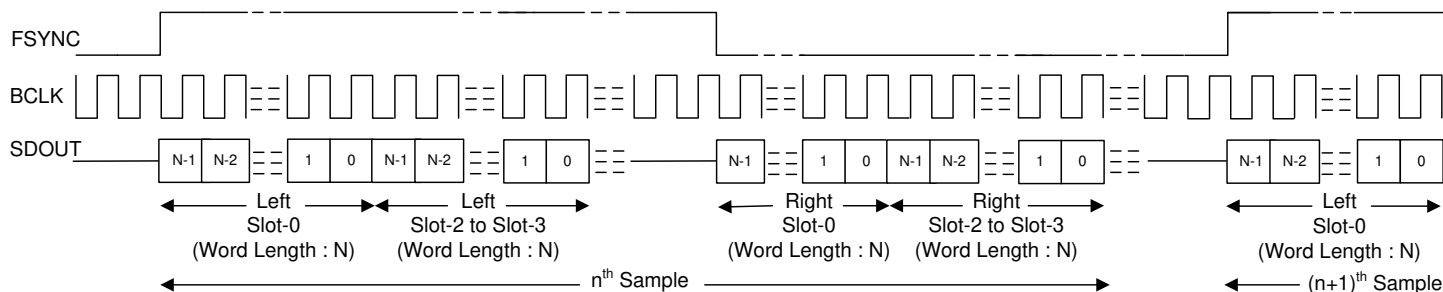 FSYNC
BCLK
SDOUT
N-1 N-2 1 0 N-1 N-2 1 0 N-1 1 0 N-1 N-2 1 0 N-1 N-2 1 0
Left Left Right Right Left
Slot-0 Slot-2 to Slot-3 Slot-0 Slot-2 to Slot-3 Slot-0
(Word Length : N) (Word Length : N) (Word Length : N) (Word Length : N) (Word Length : N)
nth Sample (n+1)th Sample